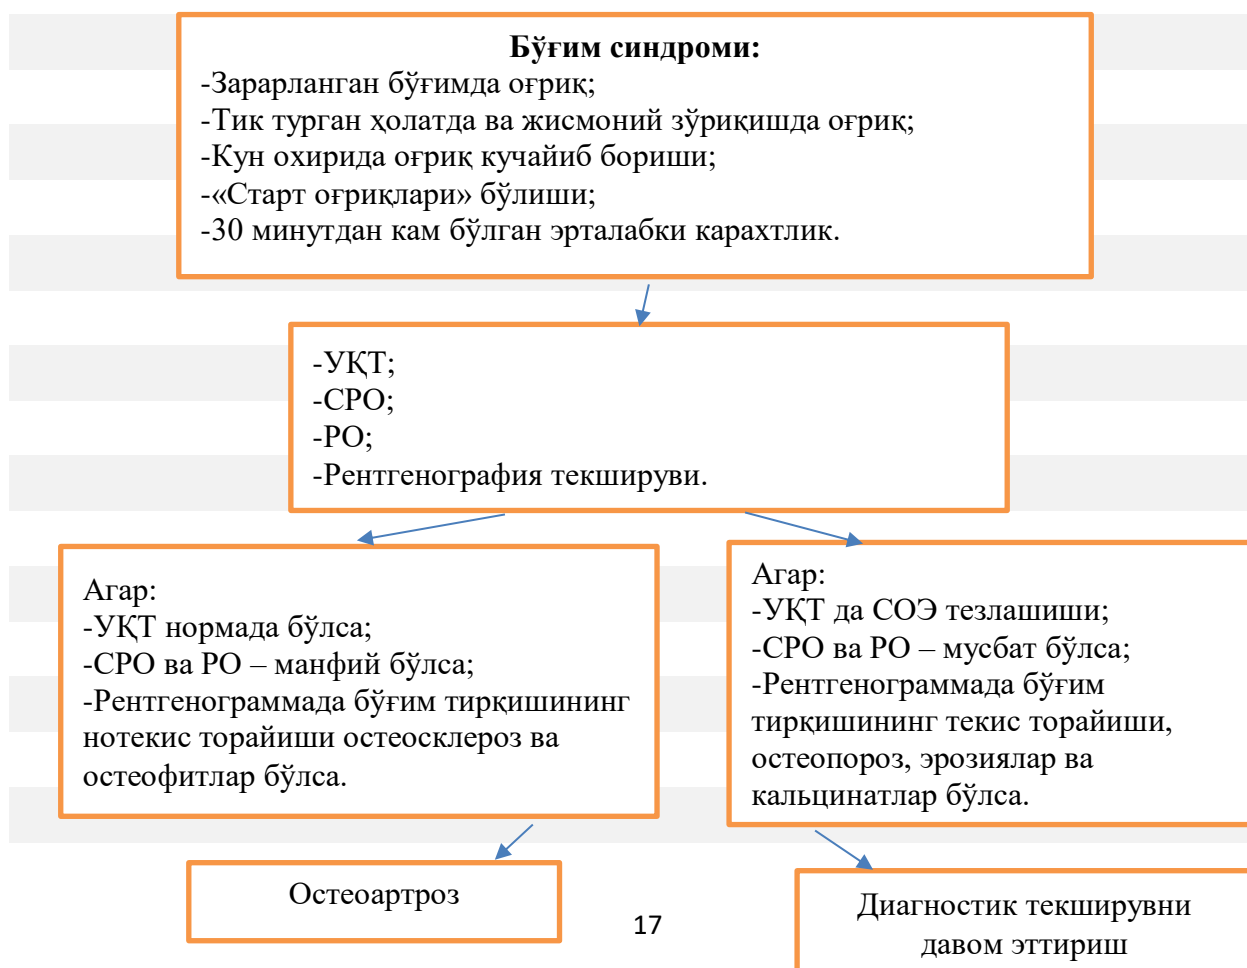 Бўғим синдроми:
-Зарарланган бўғимда оғриқ;
-Тик турган ҳолатда ва жисмоний зўриқишда оғриқ;
-Кун охирида оғриқ кучайиб бориши;
-«Старт оғриқлари» бўлиши;
-30 минутдан кам бўлган эрталабки карахтлик.
-УҚТ;
-СРО;
-РО;
-Рентгенография текшируви.
Агар:
-УҚТ нормада бўлса;
-СРО ва РО – манфий бўлса;
-Рентгенограммада бўғим тирқишининг
нотекис торайиши остеосклероз ва
остеофитлар бўлса.
Агар:
-УҚТ да СОЭ тезлашиши;
-СРО ва РО – мусбат бўлса;
-Рентгенограммада бўғим
тирқишининг текис торайиши,
остеопороз, эрозиялар ва
кальцинатлар бўлса.
Остеоартроз
Диагностик текширувни
давом эттириш
17